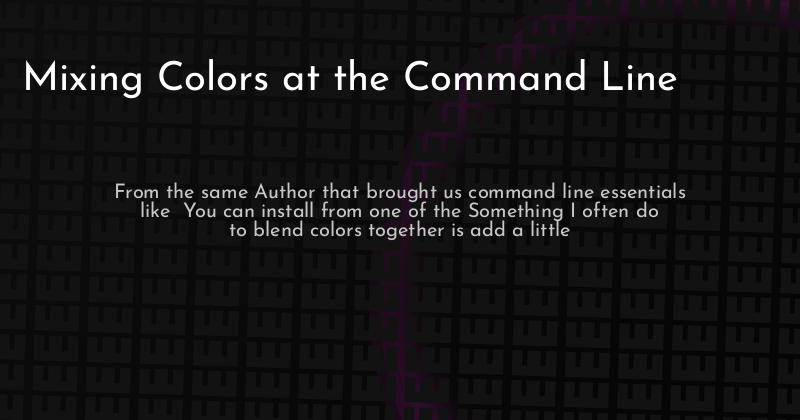 Mixing Colors at the Command Line
From the same Author that brought us command line essentials
like  You can install from one of the Something I often do
to blend colors together is add a little